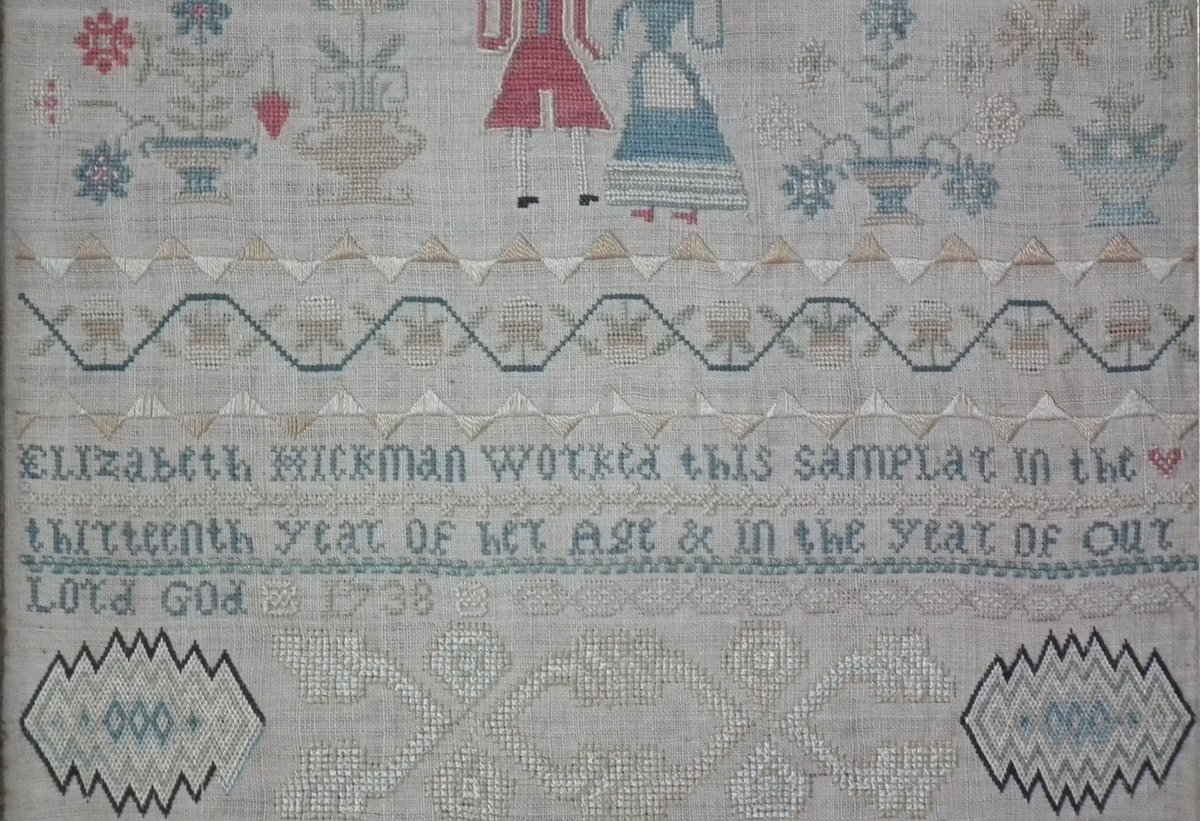 Elizabeth Hickman Worked this samplar in the
thirteenth year of her Age & in the year of Our
Lord God 1738